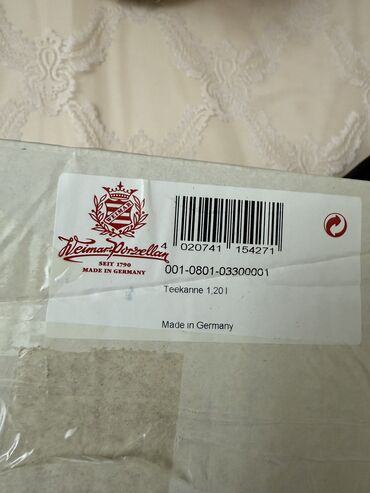 WEIMAR
Weimar-Porzellan
SEIT 1790
MADE IN GERMANY
4 020741 154271
001-0801-03300001
Teekanne 1,20 l
Made in Germany